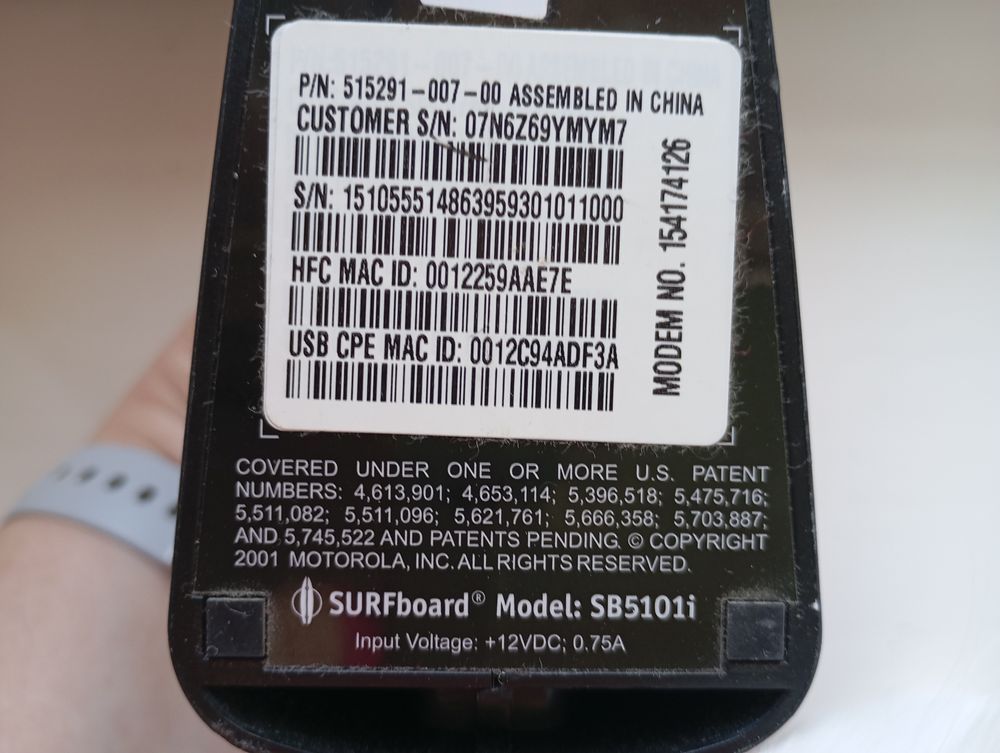 P/N: 515291-007-00 ASSEMBLED IN CHINA
CUSTOMER S/N: 07N6Z69YMYM7
S/N: 151055514863959301011000
HFC MAC ID: 0012259AAE7E
USB CPE MAC ID: 0012C94ADF3A
MODEM NO. 154174126
COVERED UNDER ONE OR MORE U.S. PATENT
NUMBERS: 4,613,901; 4,653,114; 5,396,518; 5,475,716;
5,511,082; 5,511,096; 5,621,761; 5,666,358; 5,703,887;
AND 5,745,522 AND PATENTS PENDING. © COPYRIGHT
2001 MOTOROLA, INC. ALL RIGHTS RESERVED.
SURFboard® Model: SB5101i
Input Voltage: +12VDC; 0.75A